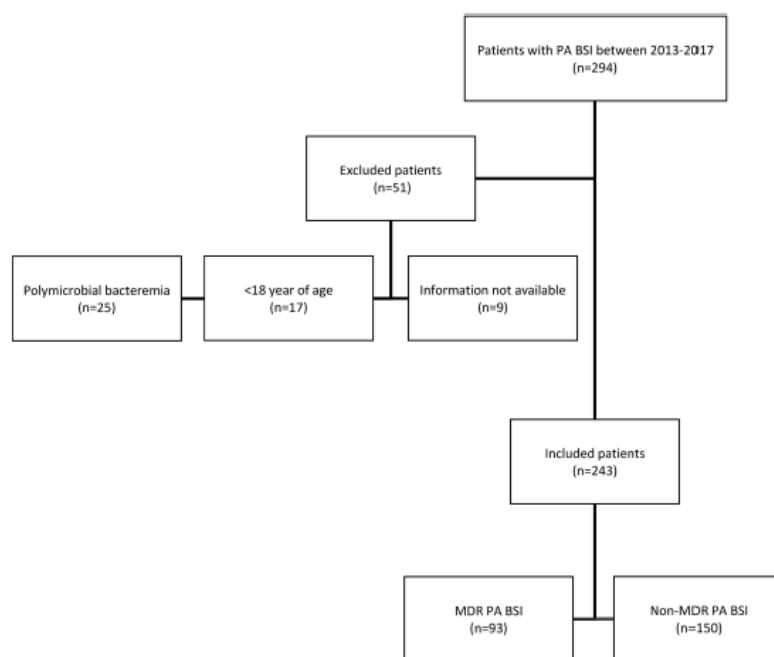 Patients with PA BSI between 2013-2017
(n=294)
Excluded patients
(n=51)
Polymicrobial bacteremia
(n=25)
<18 year of age
(n=17)
Information not available
(n=9)
Included patients
(n=243)
MDR PA BSI
(n=93)
Non-MDR PA BSI
(n=150)